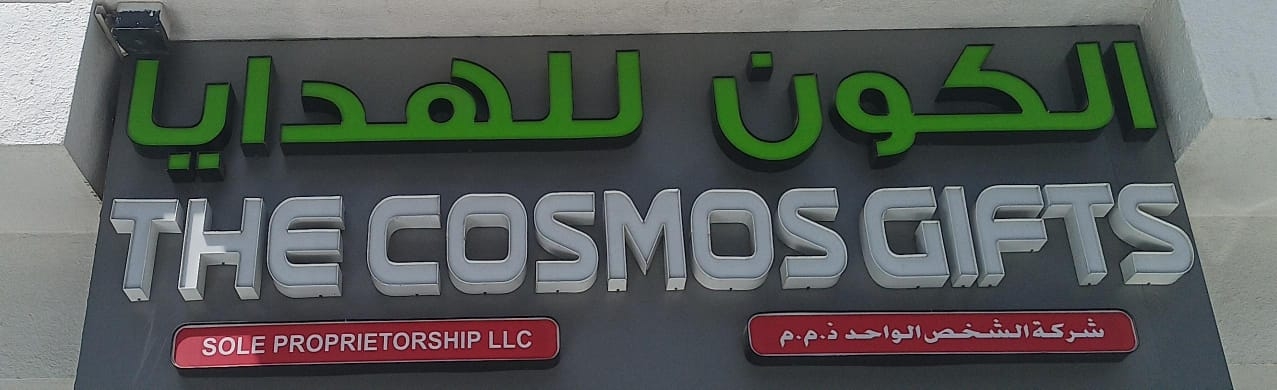 الكون للهدايا
THE COSMOS GIFTS
SOLE PROPRIETORSHIP LLC
شركة الشخص الواحد ذ.م.م